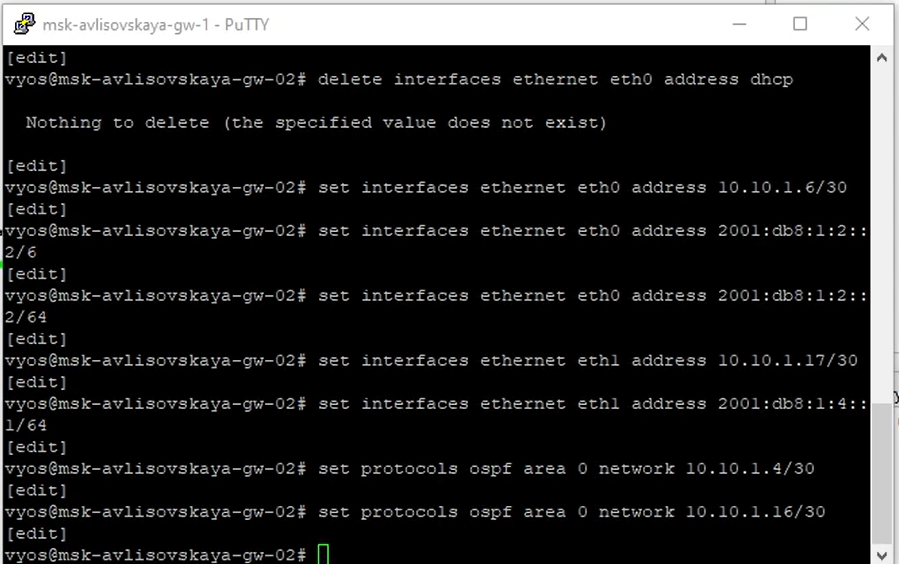 msk-avlisovskaya-gw-1 - PuTTY
[edit]
vyos@msk-avlisovskaya-gw-02# delete interfaces ethernet eth0 address dhcp
Nothing to delete (the specified value does not exist)
[edit]
vyos@msk-avlisovskaya-gw-02# set interfaces ethernet eth0 address 10.10.1.6/30
[edit]
vyos@msk-avlisovskaya-gw-02# set interfaces ethernet eth0 address 2001:db8:1:2::
2/6
[edit]
vyos@msk-avlisovskaya-gw-02# set interfaces ethernet eth0 address 2001:db8:1:2::
2/64
[edit]
vyos@msk-avlisovskaya-gw-02# set interfaces ethernet eth1 address 10.10.1.17/30
[edit]
vyos@msk-avlisovskaya-gw-02# set interfaces ethernet eth1 address 2001:db8:1:4::
1/64
[edit]
vyos@msk-avlisovskaya-gw-02# set protocols ospf area 0 network 10.10.1.4/30
[edit]
vyos@msk-avlisovskaya-gw-02# set protocols ospf area 0 network 10.10.1.16/30
[edit]
vyos@msk-avlisovskaya-gw-02#